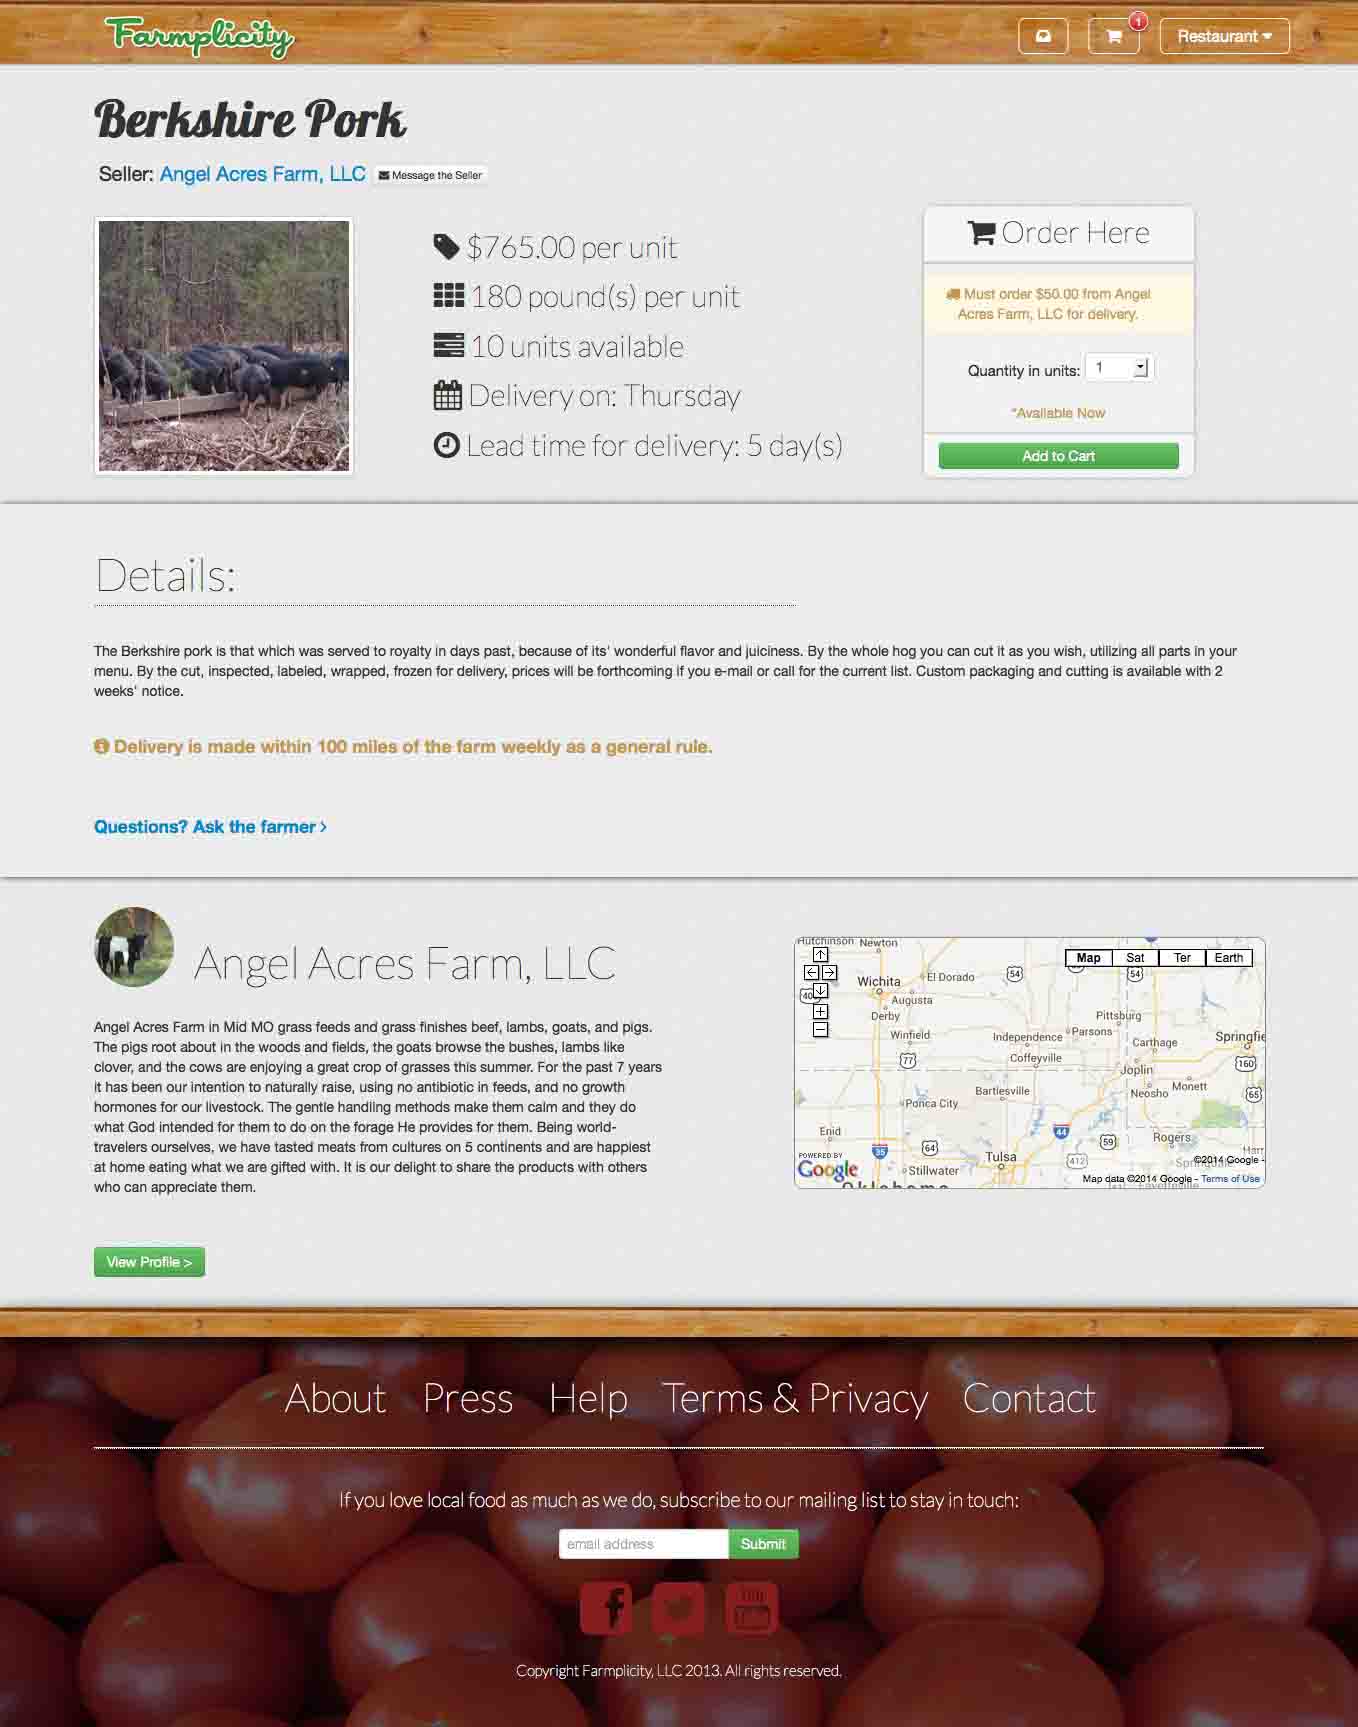 Farmplicity
1
Restaurant
Berkshire Pork
Seller: Angel Acres Farm, LLC Message the Seller
$765.00 per unit
180 pound(s) per unit
10 units available
Delivery on: Thursday
Lead time for delivery: 5 day(s)
Order Here
Must order $50.00 from Angel
Acres Farm, LLC for delivery.
Quantity in units: 1
*Available Now
Add to Cart
Details:
The Berkshire pork is that which was served to royalty in days past, because of its' wonderful flavor and juiciness. By the whole hog you can cut it as you wish, utilizing all parts in your
menu. By the cut, inspected, labeled, wrapped, frozen for delivery, prices will be forthcoming if you e-mail or call for the current list. Custom packaging and cutting is available with 2
weeks' notice.
Delivery is made within 100 miles of the farm weekly as a general rule.
Questions? Ask the farmer >
Angel Acres Farm, LLC
Angel Acres Farm in Mid MO grass feeds and grass finishes beef, lambs, goats, and pigs.
The pigs root about in the woods and fields, the goats browse the bushes, lambs like
clover, and the cows are enjoying a great crop of grasses this summer. For the past 7 years
it has been our intention to naturally raise, using no antibiotic in feeds, and no growth
hormones for our livestock. The gentle handling methods make them calm and they do
what God intended for them to do on the forage He provides for them. Being world-
travelers ourselves, we have tasted meats from cultures on 5 continents and are happiest
at home eating what we are gifted with. It is our delight to share the products with others
who can appreciate them.
View Profile >
Hutchinson Newton
Map Sat Ter Earth
Wichita El Dorado 54 54
400 Augusta
Derby Pittsburg
Winfield Independence Parsons Springfie
Coffeyville Carthage
77 Joplin 160
Bartlesville Neosho Monett 65
Ponca City
Enid 44
35 64 59 Rogers
Tulsa 412 Springdale Harr
©2014 Google -
POWERED BY
Google Stillwater
Map data ©2014 Google - Terms of Use
Oklahoma Fayetteville
About Press Help Terms & Privacy Contact
If you love local food as much as we do, subscribe to our mailing list to stay in touch:
email address Submit
You Tube
Copyright Farmplicity, LLC 2013. All rights reserved.